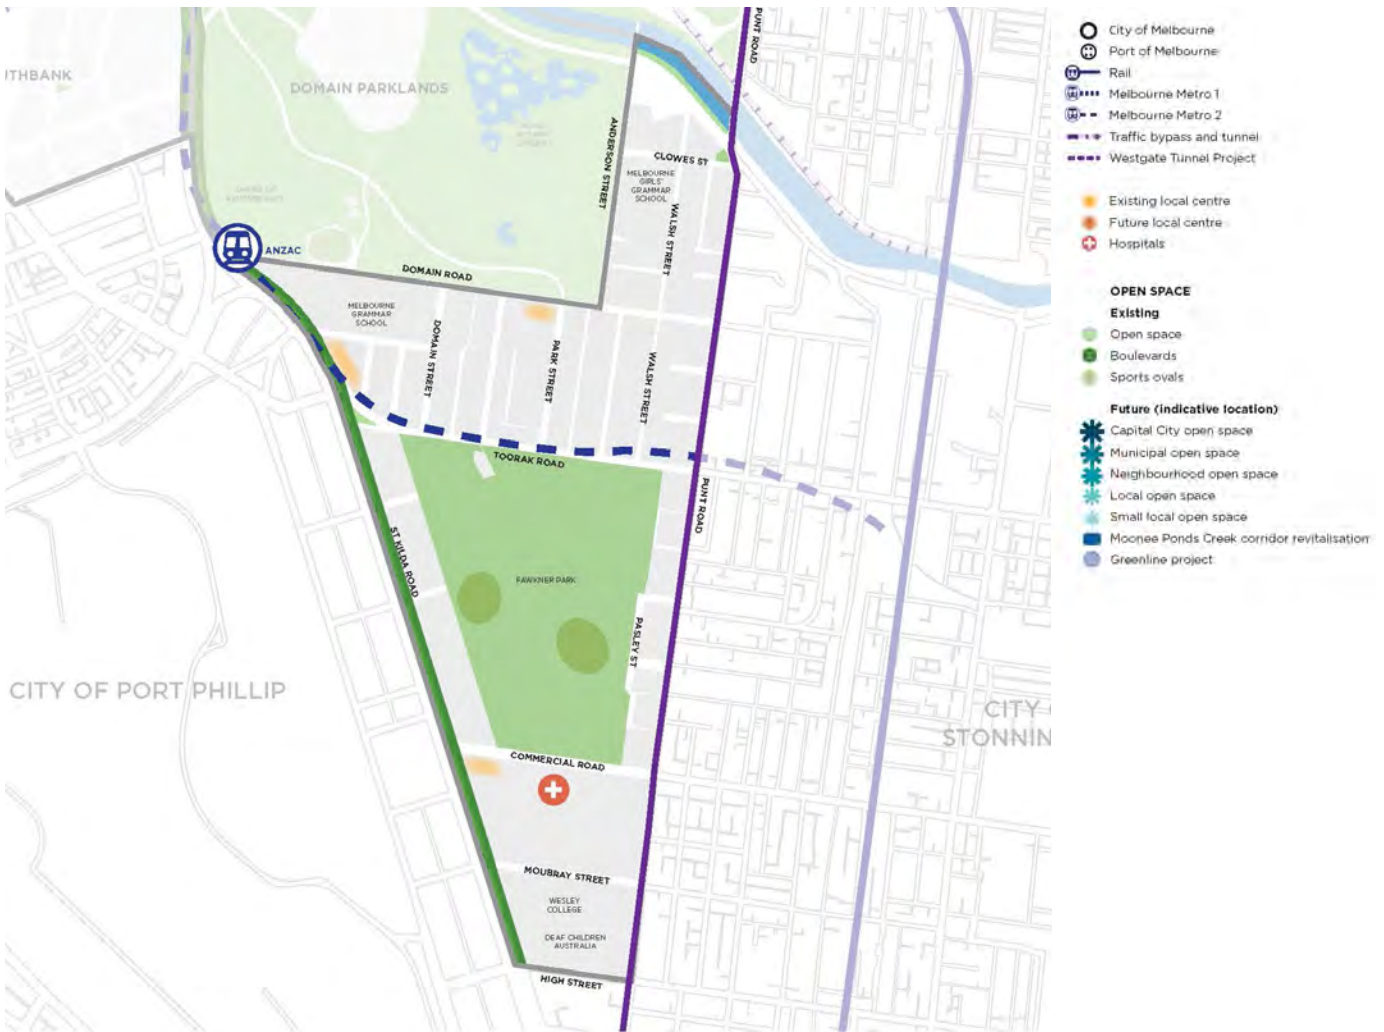 PUNT ROAD
UTHBANK
DOMAIN PARKLANDS
ANDERSON STREET
CLOWES ST
MELBOURNE
GIRLS'
GRAMMAR
SCHOOL
WALSH STREET
ANZAC
DOMAIN ROAD
MELBOURNE
GRAMMAR
SCHOOL
DOMAIN STREET
PARK STREET
WALSH STREET
TOORAK ROAD
PUNT ROAD
ST KILDA ROAD
FAWKNER PARK
PASLEY ST
CITY OF PORT PHILLIP
CITY
STONNIN
COMMERCIAL ROAD
MOUBRAY STREET
WESLEY
COLLEGE
DEAF CHILDREN
AUSTRALIA
HIGH STREET
City of Melbourne
Port of Melbourne
Rail
Melbourne Metro 1
Melbourne Metro 2
Traffic bypass and tunnel
Westgate Tunnel Project
Existing local centre
Future local centre
Hospitals
OPEN SPACE
Existing
Open space
Boulevards
Sports ovals
Future (indicative location)
Capital City open space
Municipal open space
Neighbourhood open space
Local open space
Small local open space
Moonee Ponds Creek corridor revitalisation
Greenline project